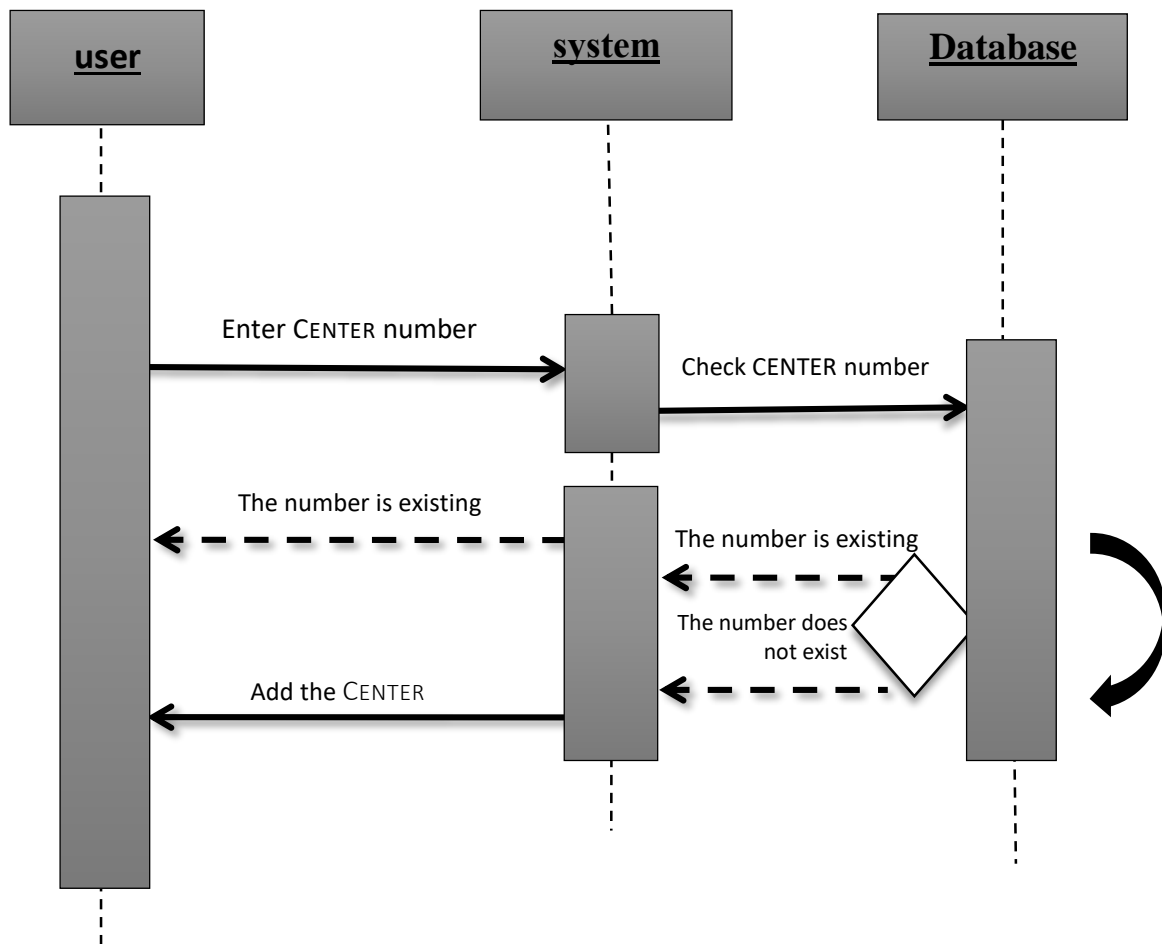 user
system
Database
Enter CENTER number
Check CENTER number
The number is existing
The number is existing
The number does
not exist
Add the CENTER